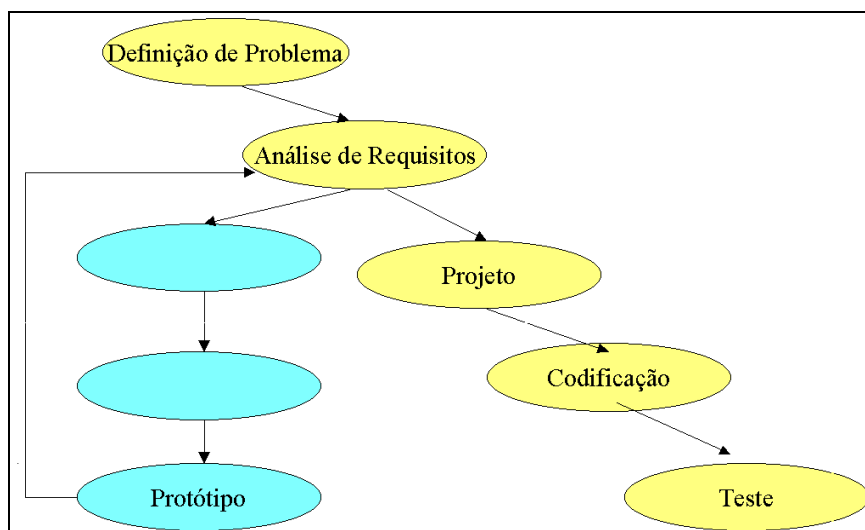 Definição de Problema
Análise de Requisitos
Projeto
Codificação
Protótipo
Teste